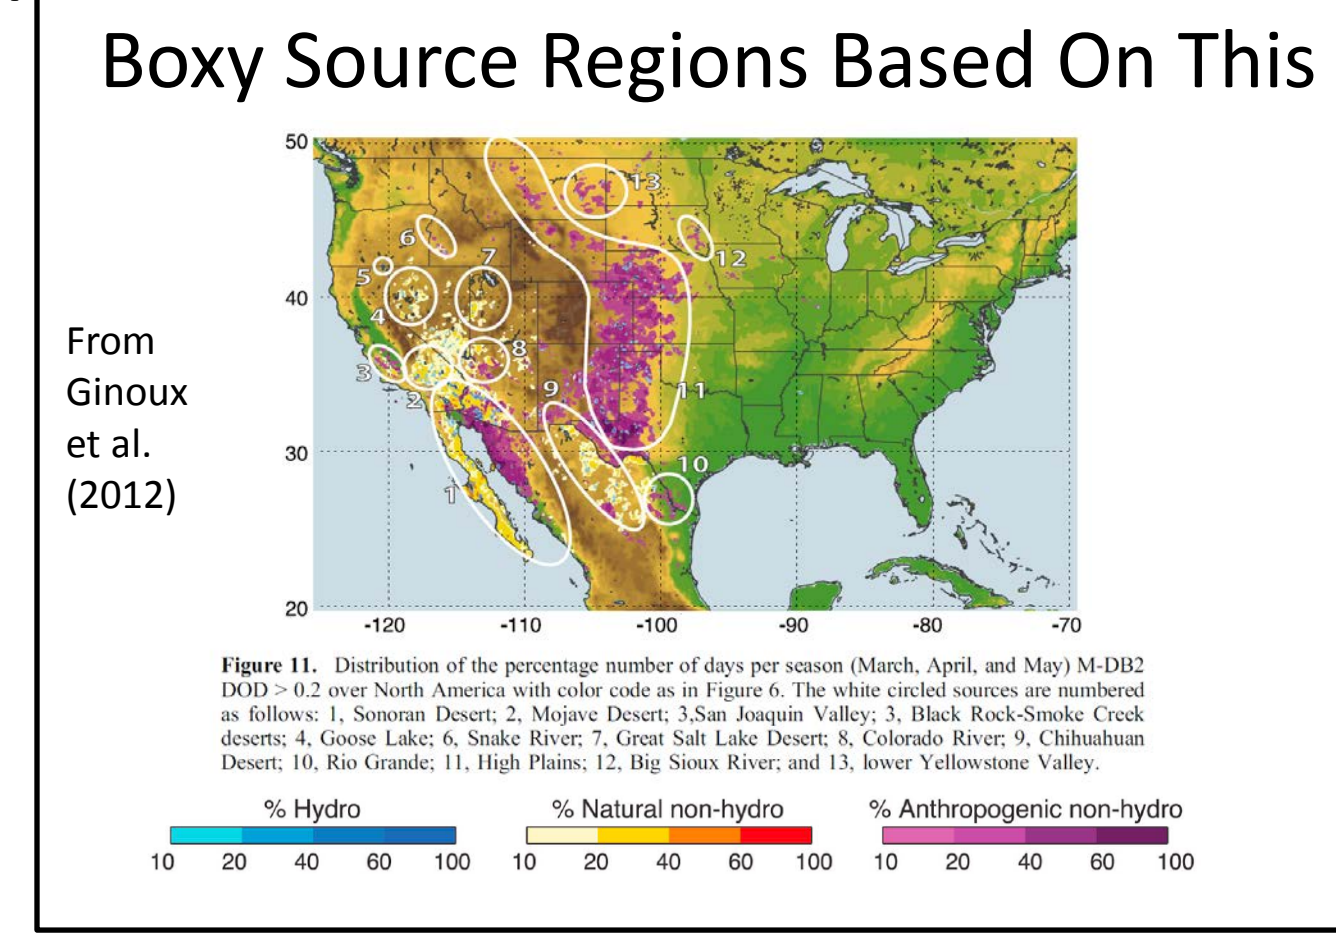 Boxy Source Regions Based On This
From
Ginoux
et al.
(2012)
50
40
30
20
-120 -110 -100 -90 -80 -70
13
6
12
7
5
4
8
3
9
2
11
10
1
Figure 11. Distribution of the percentage number of days per season (March, April, and May) M-DB2
DOD > 0.2 over North America with color code as in Figure 6. The white circled sources are numbered
as follows: 1, Sonoran Desert; 2, Mojave Desert; 3,San Joaquin Valley; 3, Black Rock-Smoke Creek
deserts; 4, Goose Lake; 6, Snake River; 7, Great Salt Lake Desert; 8, Colorado River; 9, Chihuahuan
Desert; 10, Rio Grande; 11, High Plains; 12, Big Sioux River; and 13, lower Yellowstone Valley.
% Hydro % Natural non-hydro % Anthropogenic non-hydro
10 20 40 60 100 10 20 40 60 100 10 20 40 60 100